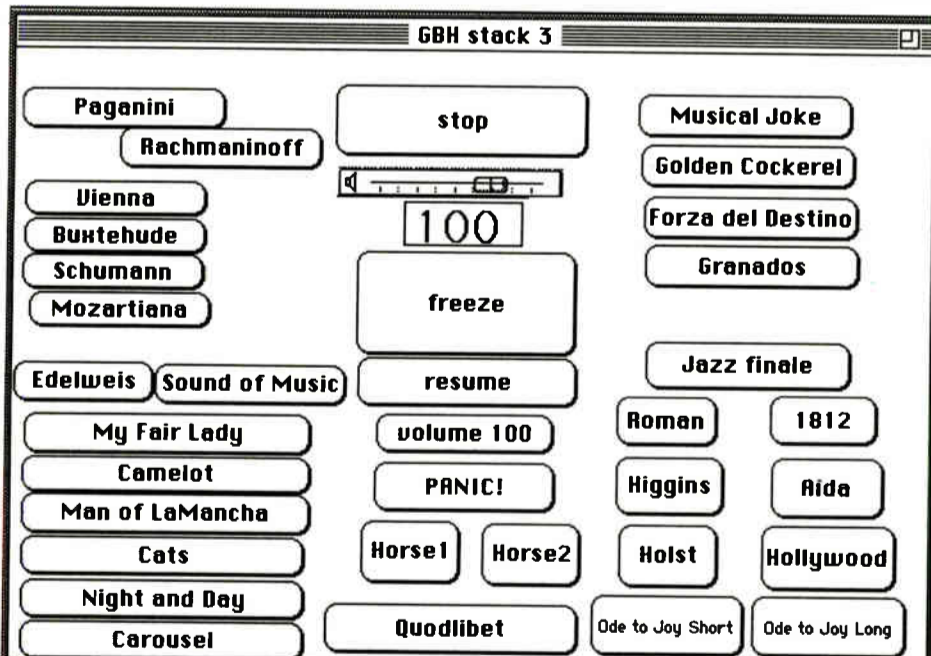 GBH stack 3
Paganini
Rachmaninoff
Vienna
Buxtehude
Schumann
Mozartiana
Edelweis
Sound of Music
My Fair Lady
Camelot
Man of LaMancha
Cats
Night and Day
Carousel
stop
100
freeze
resume
volume 100
PANIC!
Horse1
Horse2
Quodlibet
Musical Joke
Golden Cockerel
Forza del Destino
Granados
Jazz finale
Roman
1812
Higgins
Aida
Holst
Hollywood
Ode to Joy Short
Ode to Joy Long